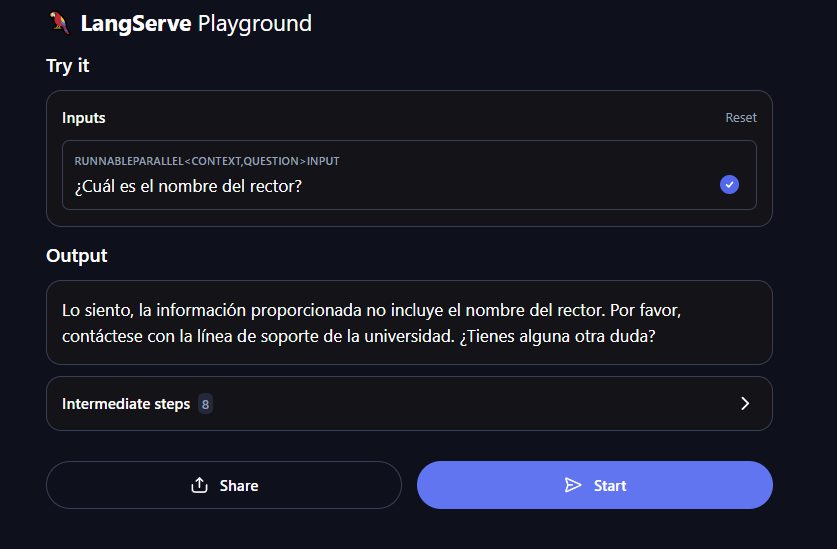 LangServe Playground
Try it
Inputs
Reset
RUNNABLEPARALLEL<CONTEXT,QUESTION>INPUT
¿Cuál es el nombre del rector?
Output
Lo siento, la información proporcionada no incluye el nombre del rector. Por favor,
contáctese con la línea de soporte de la universidad. ¿Tienes alguna otra duda?
Intermediate steps 8
Share
Start